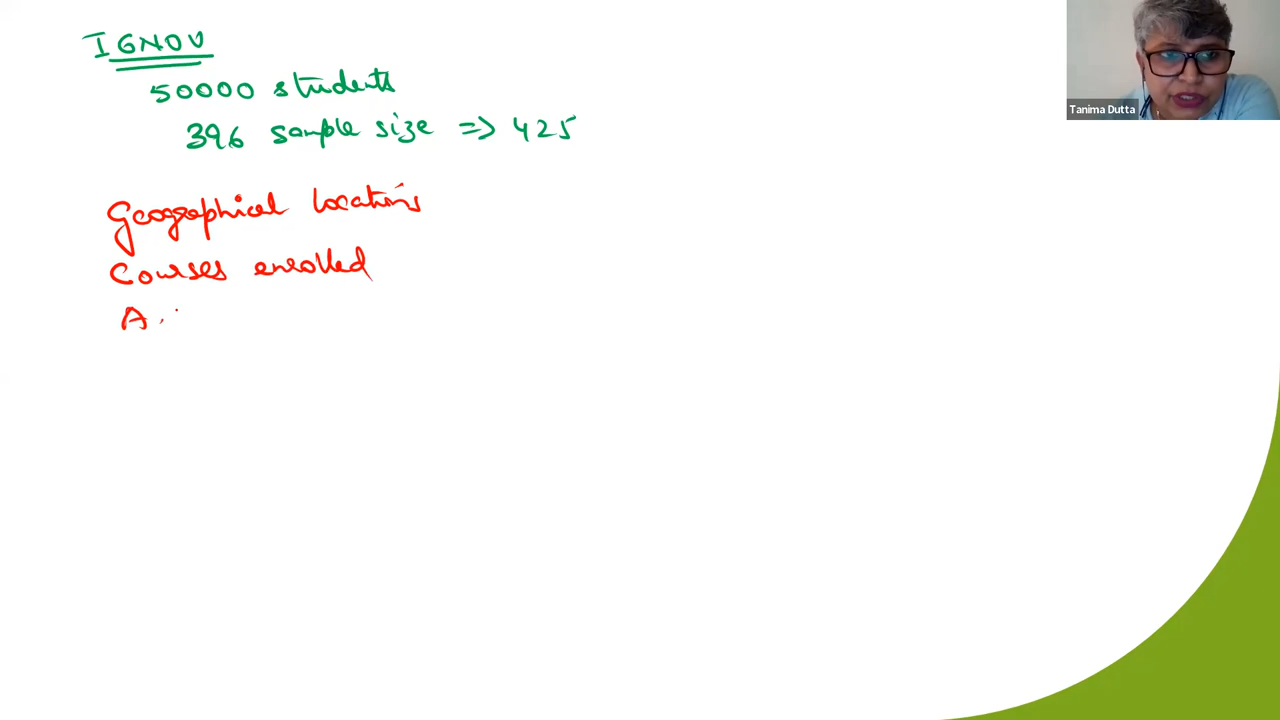 IGNOU
50000 students
396 sample size => 425
Geographical locations
Courses enrolled
A
Tanima Dutta